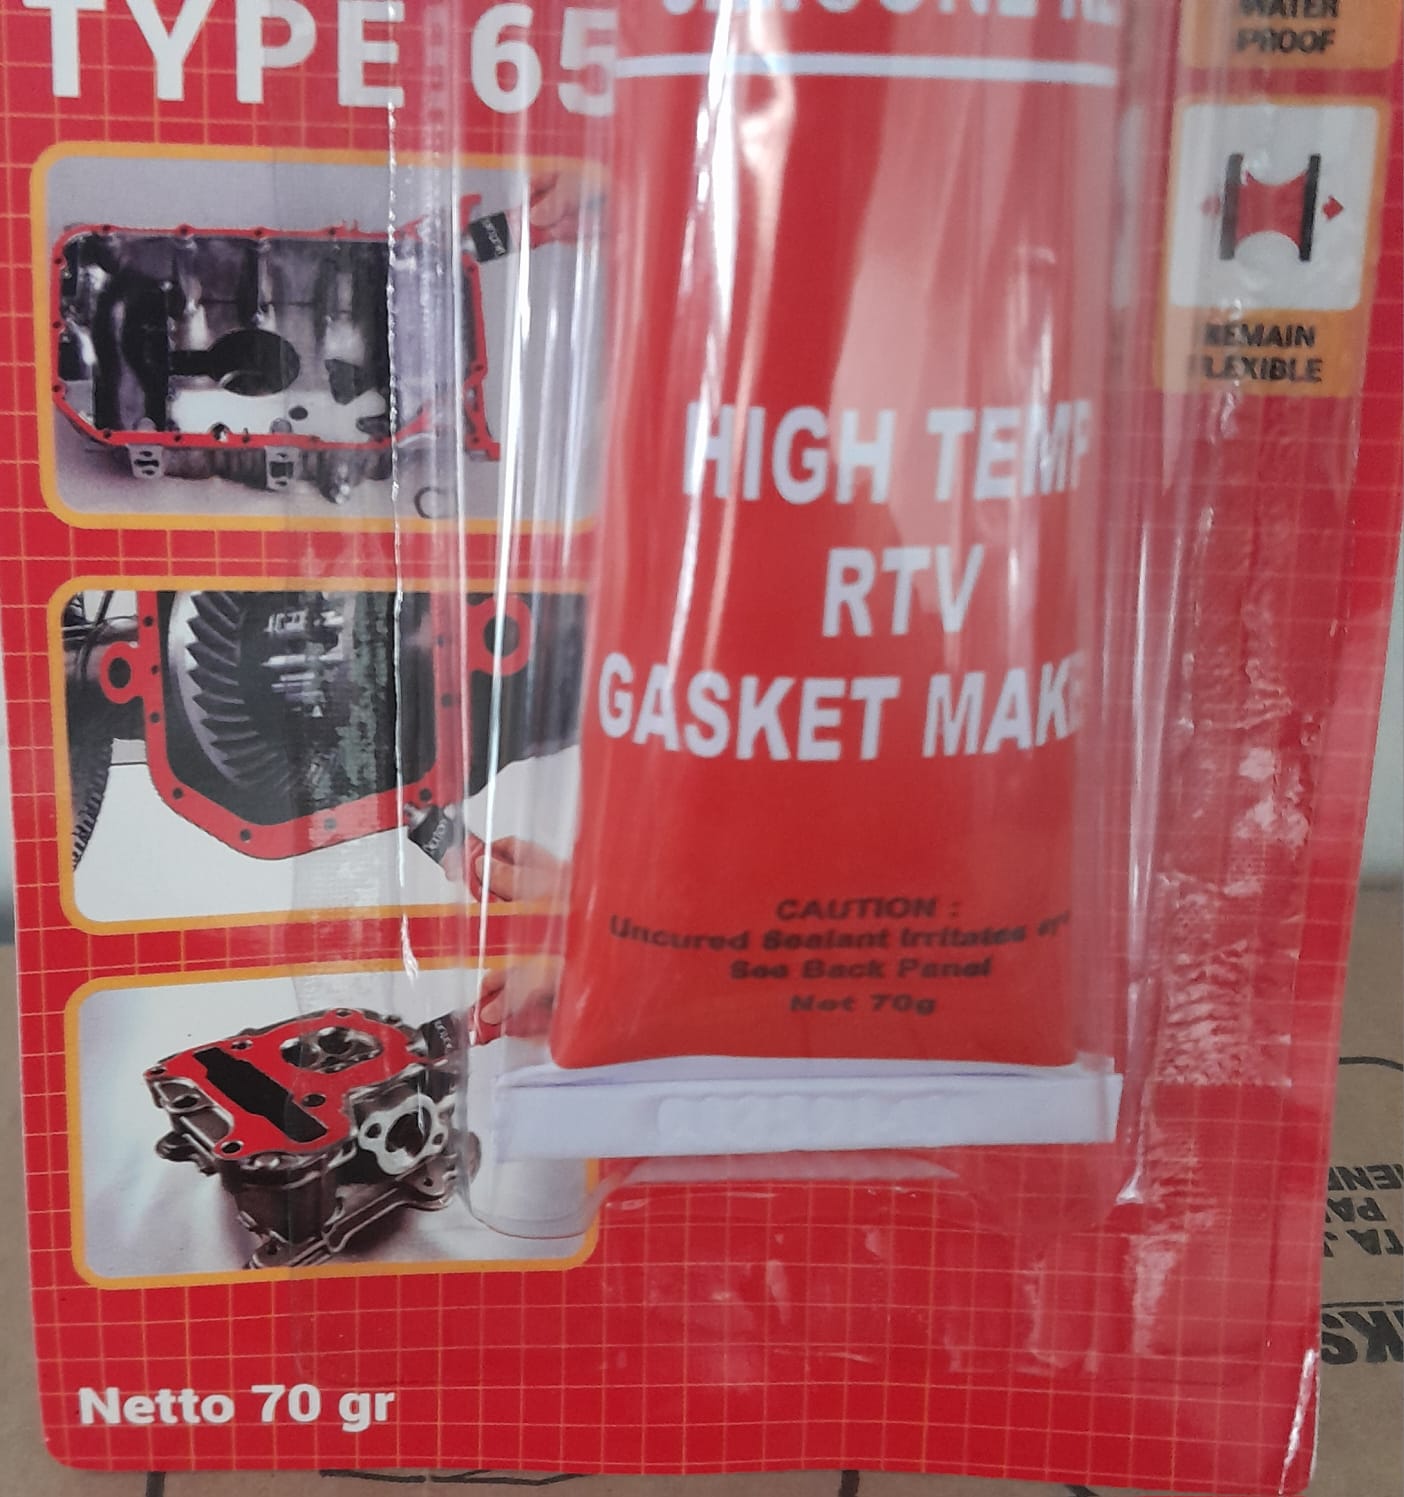 TYPE 65
WATER
PROOF
REMAIN
FLEXIBLE
HIGH TEMP
RTV
GASKET MAKE
CAUTION :
Uncured Sealant Irritates eye
See Back Panel
Net 70g
Netto 70 gr